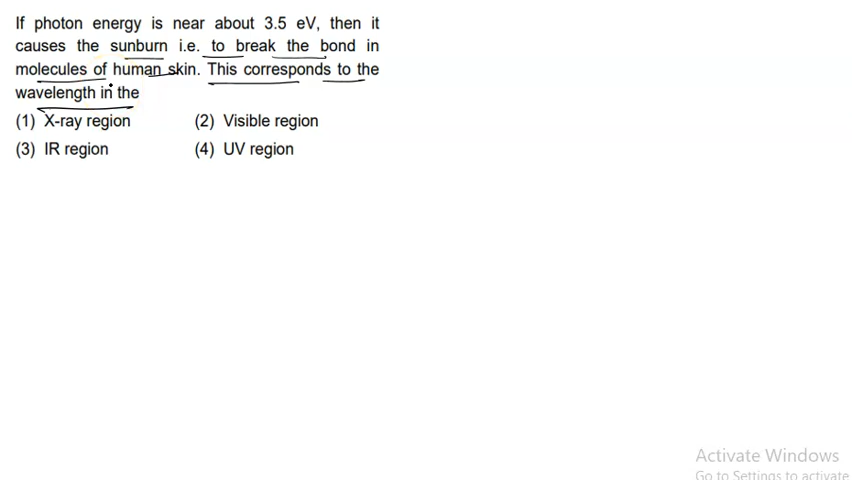 If photon energy is near about 3.5 eV, then it
causes the sunburn i.e. to break the bond in
molecules of human skin. This corresponds to the
wavelength in the
(1) X-ray region (2) Visible region
(3) IR region (4) UV region
Activate Windows
Go to Settings to activate